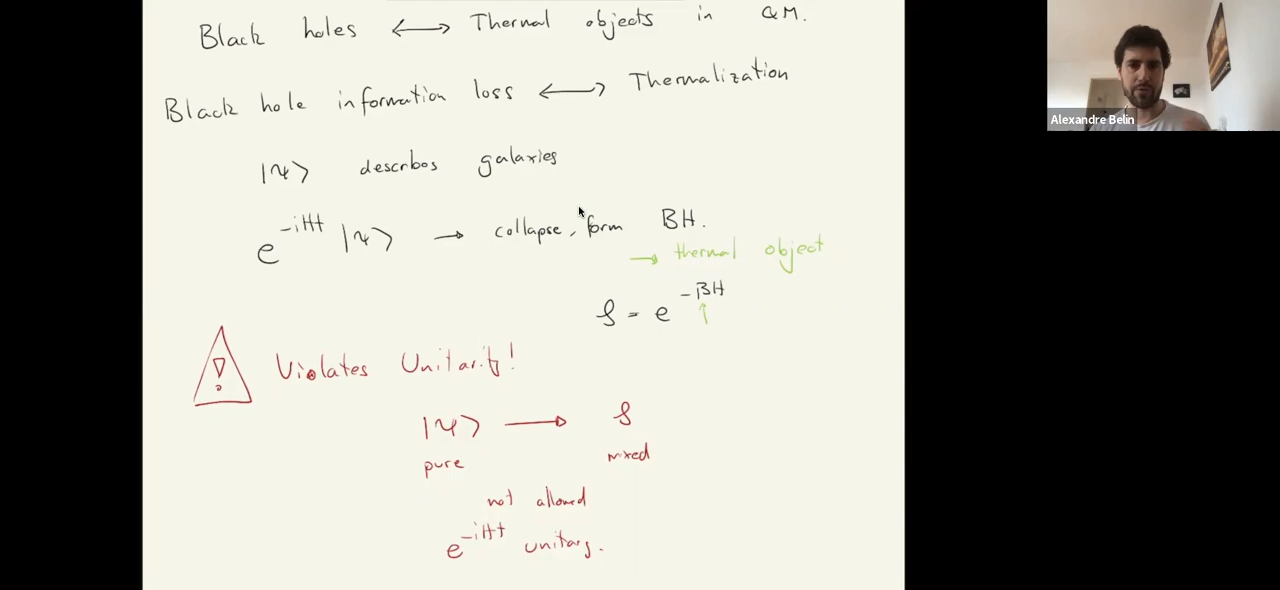 Black holes ⟷ Thermal objects in QM.
Black hole information loss ⟷ Thermalization
|ψ⟩ describes galaxies
e^{-iHt} |ψ⟩ → collapse, form BH.
→ thermal object
ρ = e^{-βH}
↑
! Violates Unitarity!
|ψ⟩ → ρ
pure mixed
not allowed
e^{-iHt} unitary.
Alexandre Belin